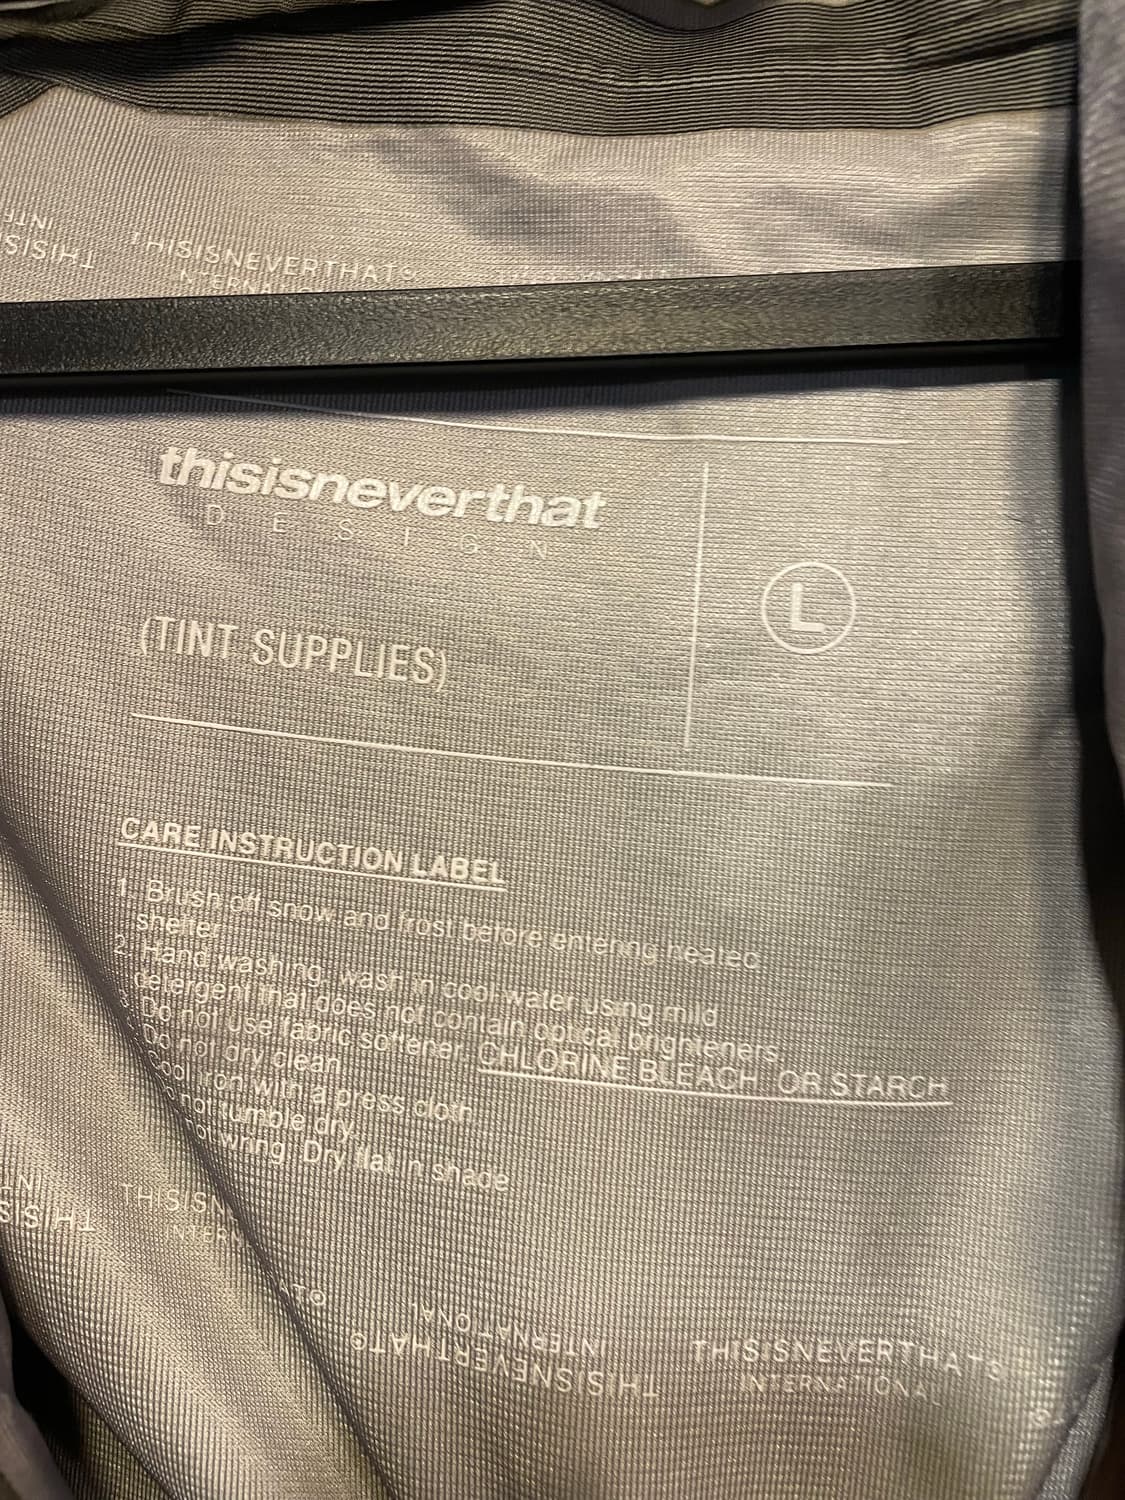 THISISNEVERTHAT®
thisisneverthat
DESIGN
L
(TINT SUPPLIES)
CARE INSTRUCTION LABEL
1. Brush off snow and frost before entering heated
shelter.
2. Hand washing, wash in cool water using mild
detergent that does not contain optical brighteners.
3. Do not use fabric softener, CHLORINE BLEACH OR STARCH
Do not dry clean
Cool iron with a press cloth
not tumble dry.
wring. Dry flat in shade
THISISNEVERTHAT®
INTERNATIONAL
THISISNEVERTHAT®
INTERNATIONAL